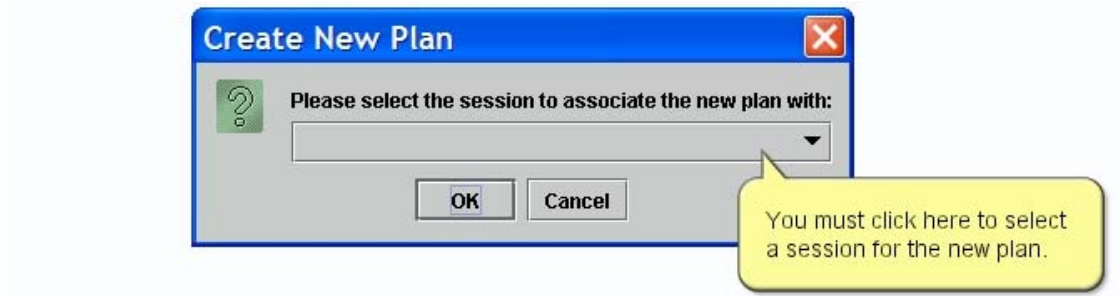 Create New Plan
Please select the session to associate the new plan with:
OK Cancel
You must click here to select
a session for the new plan.